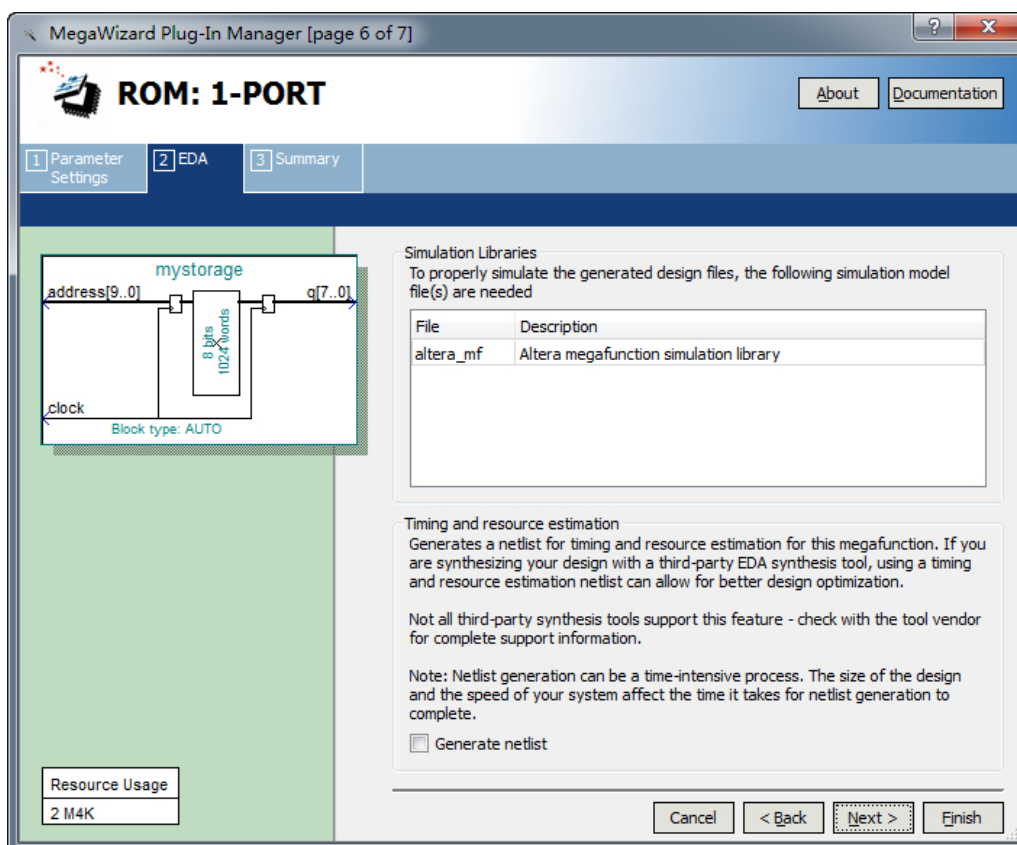 MegaWizard Plug-In Manager [page 6 of 7]
?
X
ROM: 1-PORT
About
Documentation
1 Parameter Settings
2 EDA
3 Summary
mystorage
address[9..0]
q[7..0]
8 bits
1024 words
clock
Block type: AUTO
Simulation Libraries
To properly simulate the generated design files, the following simulation model
file(s) are needed
File Description
altera_mf Altera megafunction simulation library
Timing and resource estimation
Generates a netlist for timing and resource estimation for this megafunction. If you
are synthesizing your design with a third-party EDA synthesis tool, using a timing
and resource estimation netlist can allow for better design optimization.
Not all third-party synthesis tools support this feature - check with the tool vendor
for complete support information.
Note: Netlist generation can be a time-intensive process. The size of the design
and the speed of your system affect the time it takes for netlist generation to
complete.
Generate netlist
Resource Usage
2 M4K
Cancel
< Back
Next >
Finish